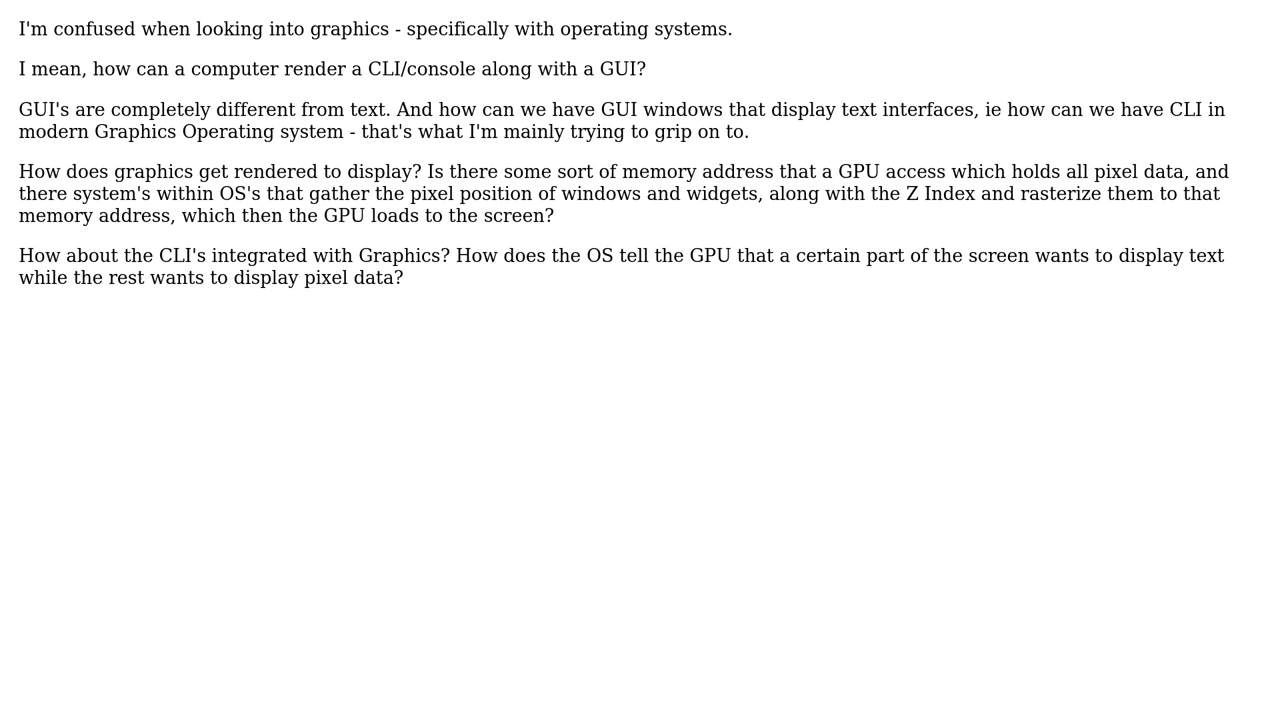 I'm confused when looking into graphics - specifically with operating systems.
I mean, how can a computer render a CLI/console along with a GUI?
GUI's are completely different from text. And how can we have GUI windows that display text interfaces, ie how can we have CLI in
modern Graphics Operating system - that's what I'm mainly trying to grip on to.
How does graphics get rendered to display? Is there some sort of memory address that a GPU access which holds all pixel data, and
there system's within OS's that gather the pixel position of windows and widgets, along with the Z Index and rasterize them to that
memory address, which then the GPU loads to the screen?
How about the CLI's integrated with Graphics? How does the OS tell the GPU that a certain part of the screen wants to display text
while the rest wants to display pixel data?